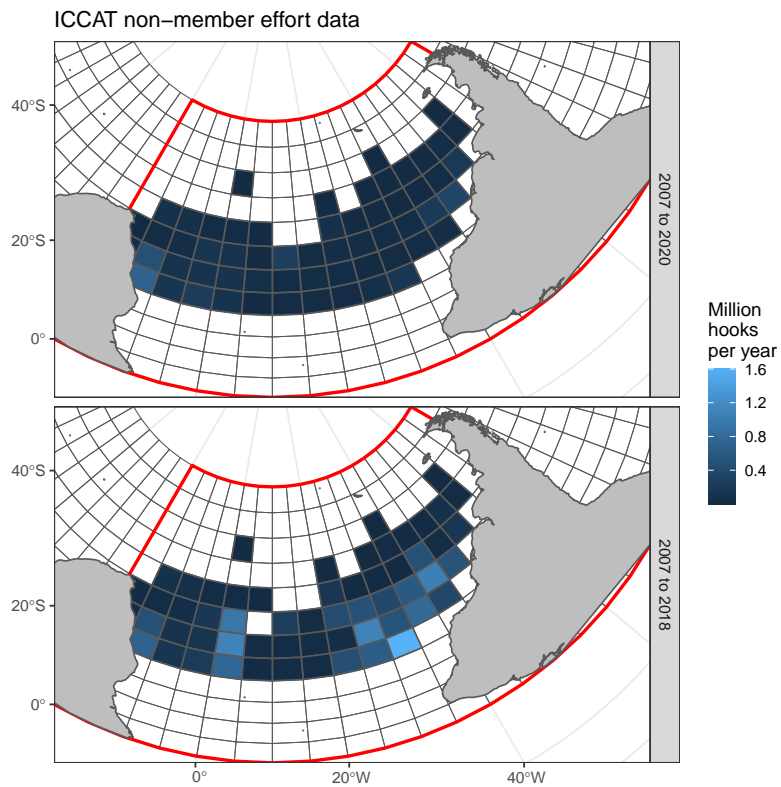 ICCAT non−member effort data
40°S
20°S
0°
2007 to 2020
40°S
20°S
0°
2007 to 2018
0°
20°W
40°W
Million
hooks
per year
1.6
1.2
0.8
0.4